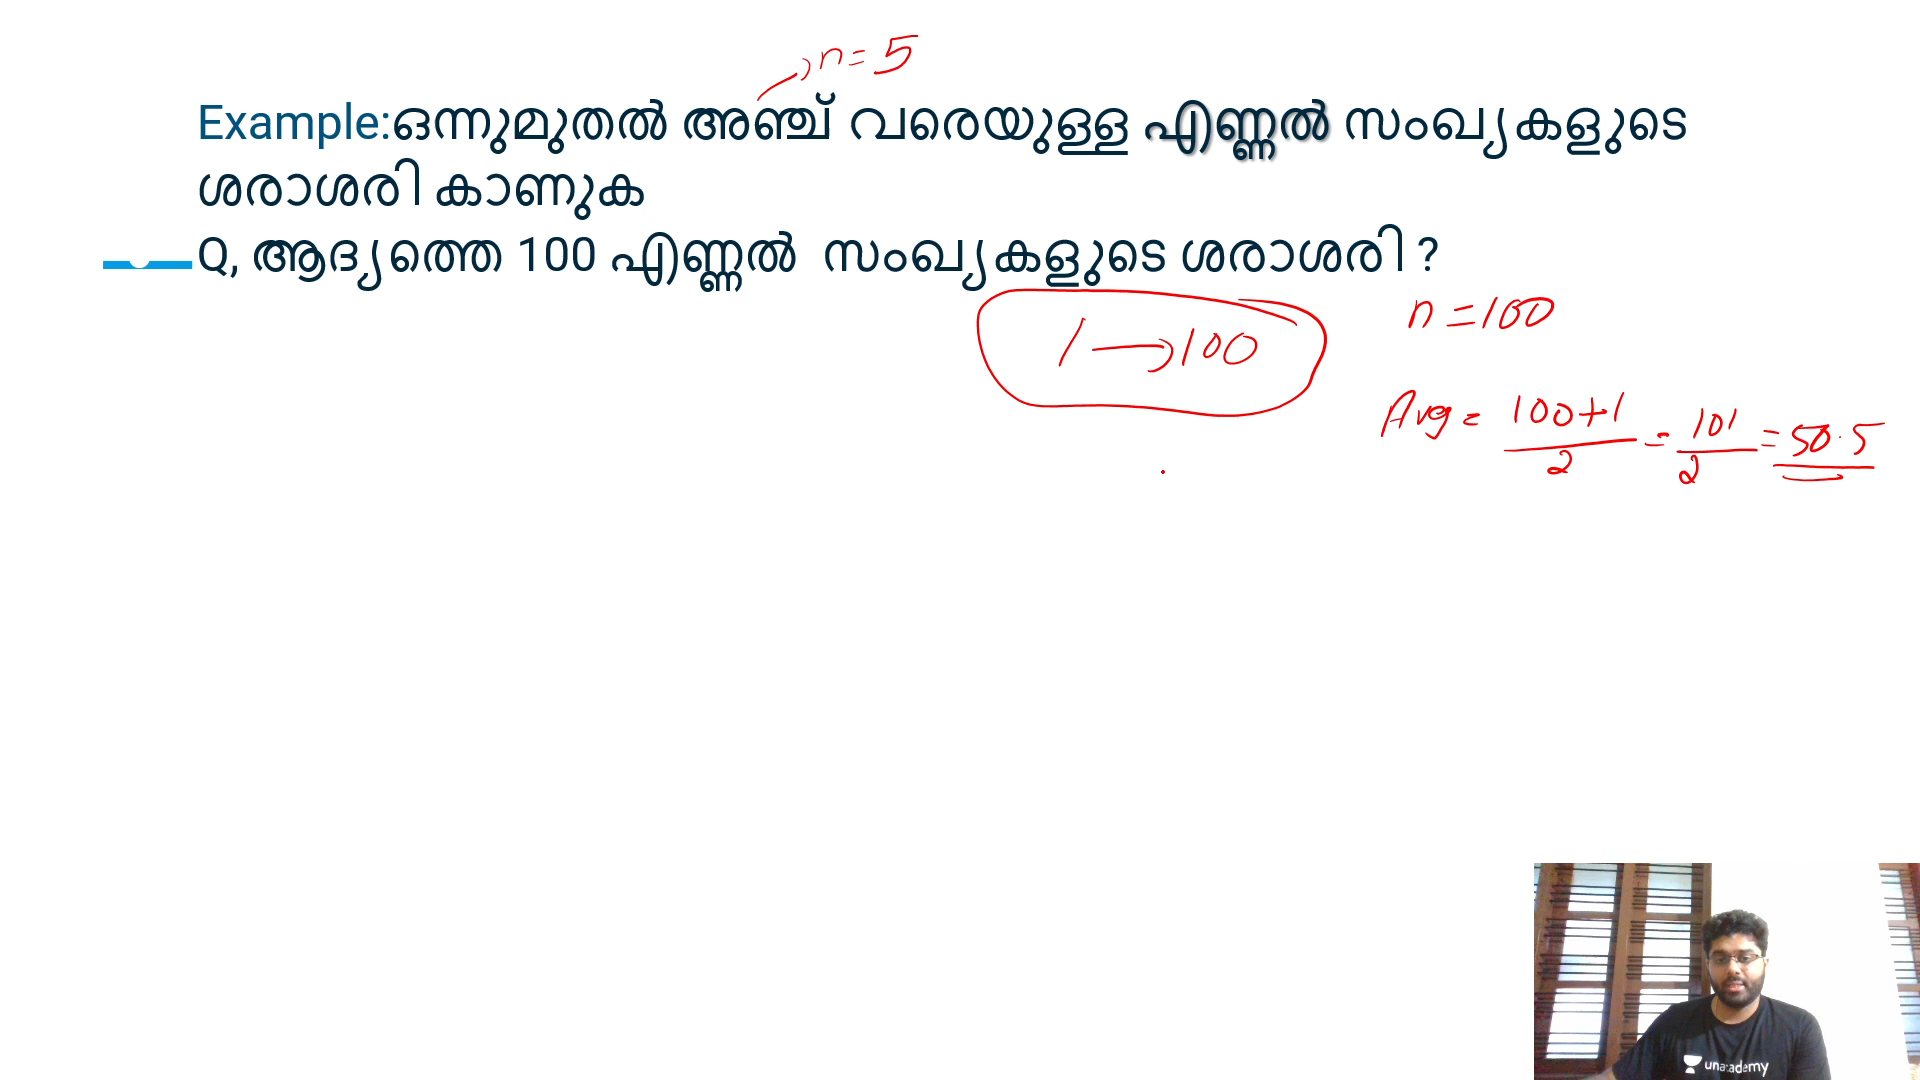 n = 5
Example:ഒന്നുമുതൽ അഞ്ച് വരെയുള്ള എണ്ണൽ സംഖ്യകളുടെ
ശരാശരി കാണുക
Q, ആദ്യത്തെ 100 എണ്ണൽ സംഖ്യകളുടെ ശരാശരി ?
n = 100
1 → 100
Avg = 100+1 / 2 = 101 / 2 = 50.5
unacademy